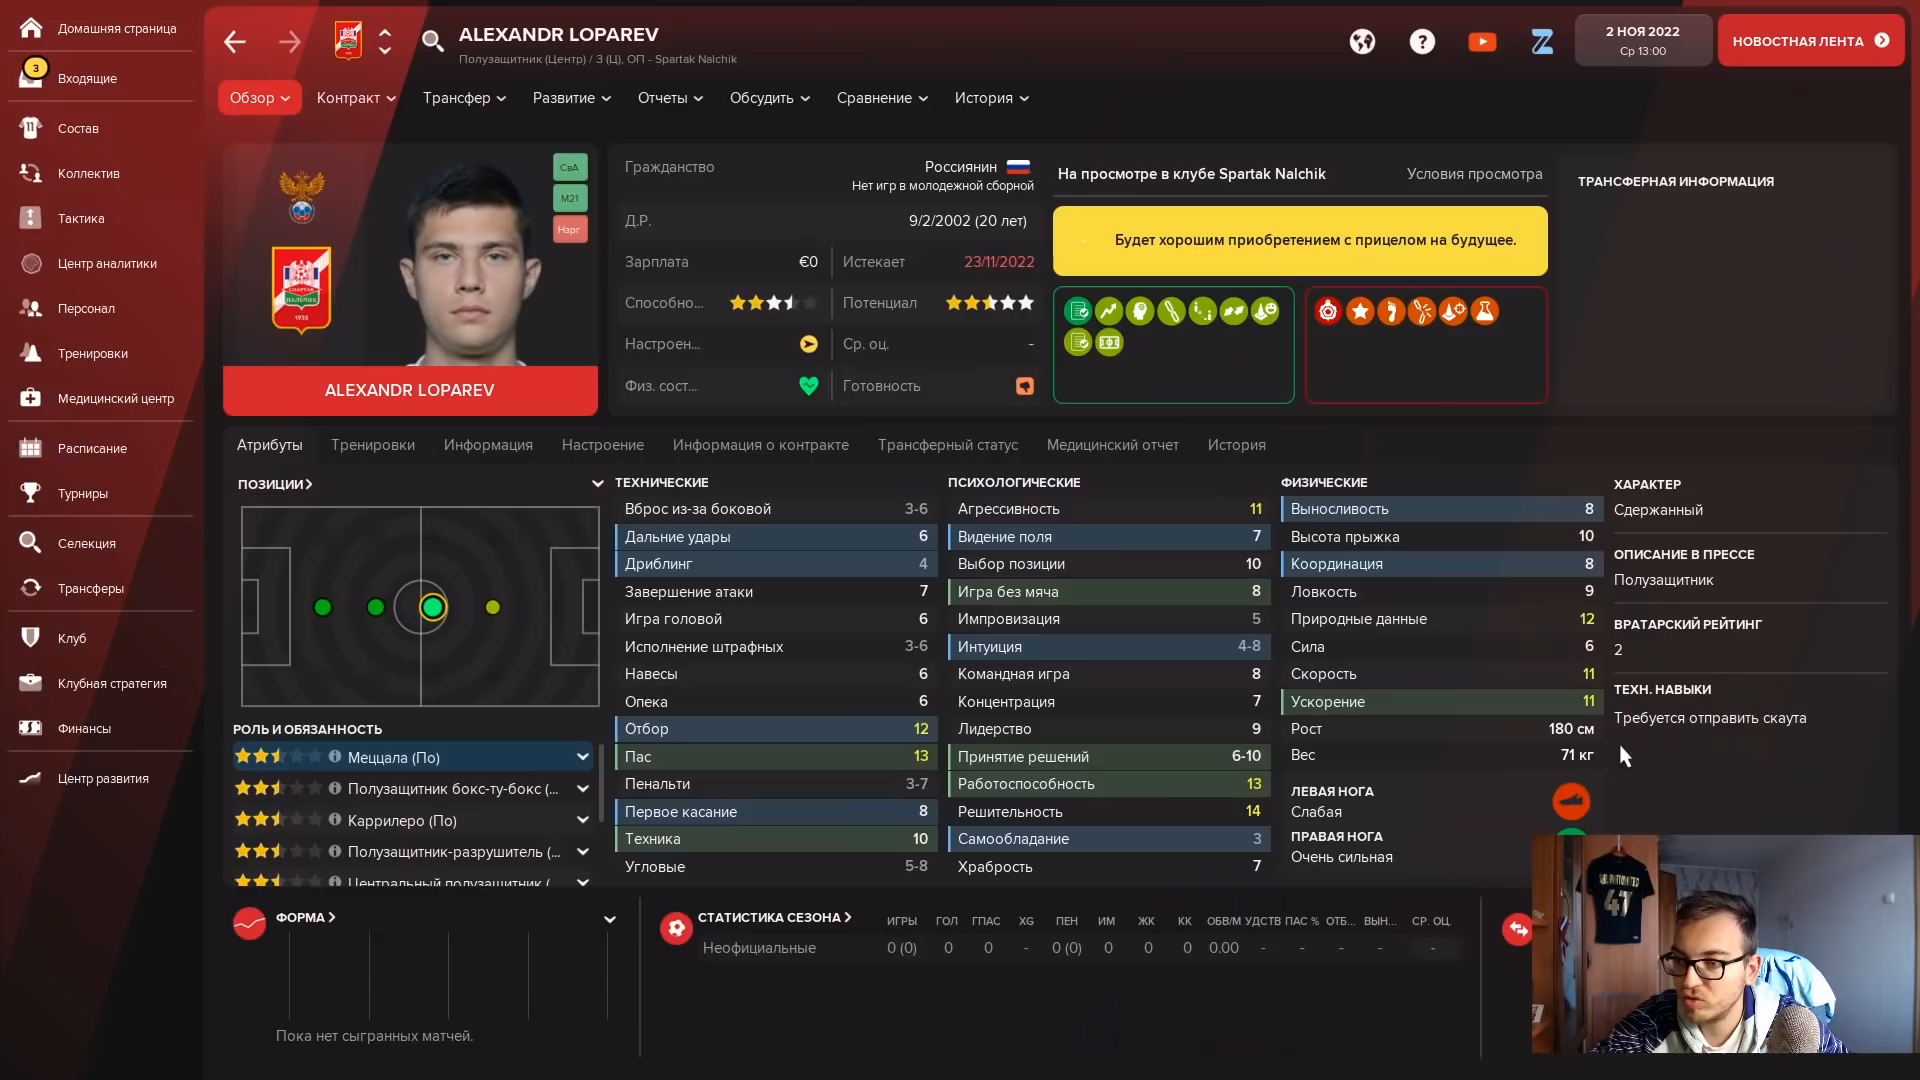 Домашняя страница
3
Входящие
Состав
Коллектив
Тактика
Центр аналитики
Персонал
Тренировки
Медицинский центр
Расписание
Турниры
Селекция
Трансферы
Клуб
Клубная стратегия
Финансы
Центр развития
ALEXANDR LOPAREV
Полузащитник (Центр) / З (Ц), ОП - Spartak Nalchik
2 НОЯ 2022
Ср 13:00
НОВОСТНАЯ ЛЕНТА
Обзор
Контракт
Трансфер
Развитие
Отчеты
Обсудить
Сравнение
История
СвА
М21
Нзрг
СПАРТАК
НАЛЬЧИК
1935
ALEXANDR LOPAREV
Гражданство
Россиянин
Нет игр в молодежной сборной
Д.Р.
9/2/2002 (20 лет)
Зарплата
€0
Истекает
23/11/2022
Способно...
Потенциал
Настроен...
Ср. оц.
-
Физ. сост...
Готовность
На просмотре в клубе Spartak Nalchik
Условия просмотра
Будет хорошим приобретением с прицелом на будущее.
ТРАНСФЕРНАЯ ИНФОРМАЦИЯ
Атрибуты
Тренировки
Информация
Настроение
Информация о контракте
Трансферный статус
Медицинский отчет
История
ПОЗИЦИИ
РОЛЬ И ОБЯЗАННОСТЬ
Меццала (По)
Полузащитник бокс-ту-бокс (...
Каррилеро (По)
Полузащитник-разрушитель (...
Центральный полузащитник (
ТЕХНИЧЕСКИЕ
Вброс из-за боковой 3-6
Дальние удары 6
Дриблинг 4
Завершение атаки 7
Игра головой 6
Исполнение штрафных 3-6
Навесы 6
Опека 6
Отбор 12
Пас 13
Пенальти 3-7
Первое касание 8
Техника 10
Угловые 5-8
ПСИХОЛОГИЧЕСКИЕ
Агрессивность 11
Видение поля 7
Выбор позиции 10
Игра без мяча 8
Импровизация 5
Интуиция 4-8
Командная игра 8
Концентрация 7
Лидерство 9
Принятие решений 6-10
Работоспособность 13
Решительность 14
Самообладание 3
Храбрость 7
ФИЗИЧЕСКИЕ
Выносливость 8
Высота прыжка 10
Координация 8
Ловкость 9
Природные данные 12
Сила 6
Скорость 11
Ускорение 11
Рост 180 см
Вес 71 кг
ЛЕВАЯ НОГА
Слабая
ПРАВАЯ НОГА
Очень сильная
ХАРАКТЕР
Сдержанный
ОПИСАНИЕ В ПРЕССЕ
Полузащитник
ВРАТАРСКИЙ РЕЙТИНГ
2
ТЕХН. НАВЫКИ
Требуется отправить скаута
ФОРМА
Пока нет сыгранных матчей.
СТАТИСТИКА СЕЗОНА
ИГРЫ ГОЛ ГПАС XG ПЕН ИМ ЖК КК ОБВ/М УДСТВ ПАС % ОТБ... ВЫН... СР. ОЦ.
Неофициальные 0 (0) 0 0 - 0 (0) 0 0 0 0.00 - - - - -
47